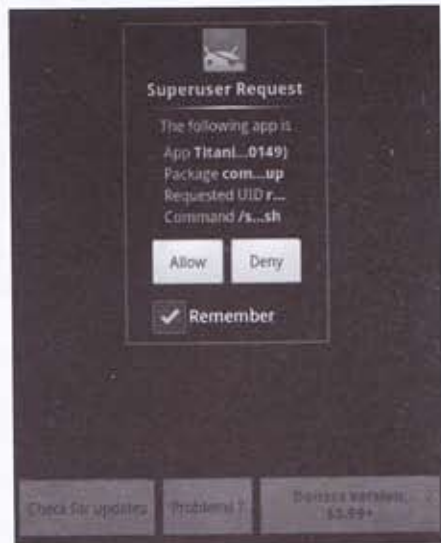 Superuser Request
The following app is
App Titani...0149)
Package com...up
Requested UID r...
Command /s...sh
Allow
Deny
Remember
Check for updates
Problems ?
version